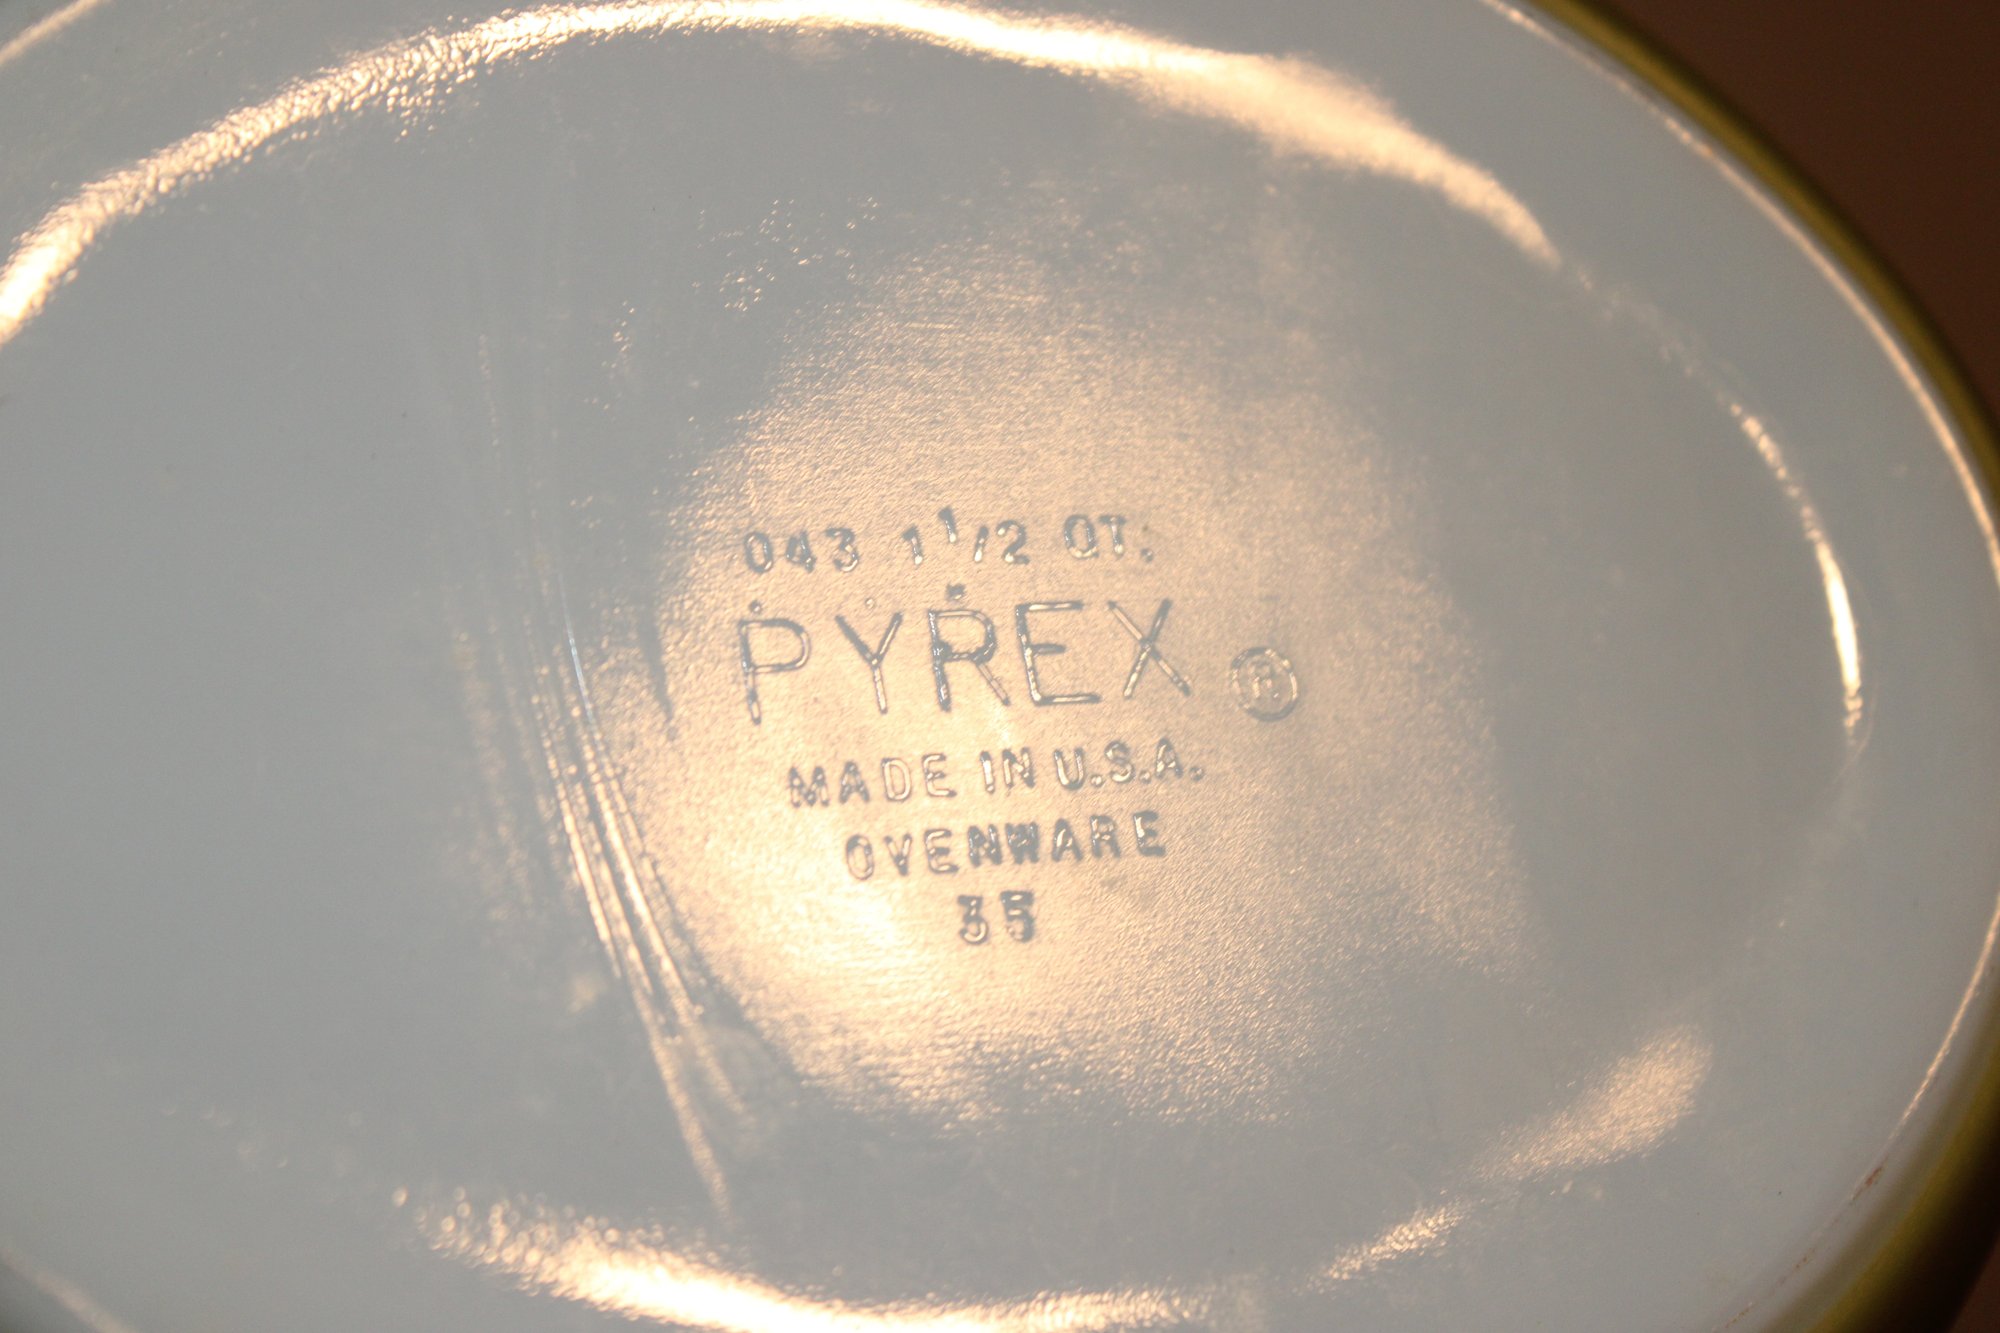 043 1 1/2 QT.
PYREX ®
MADE IN U.S.A.
OVENWARE
35